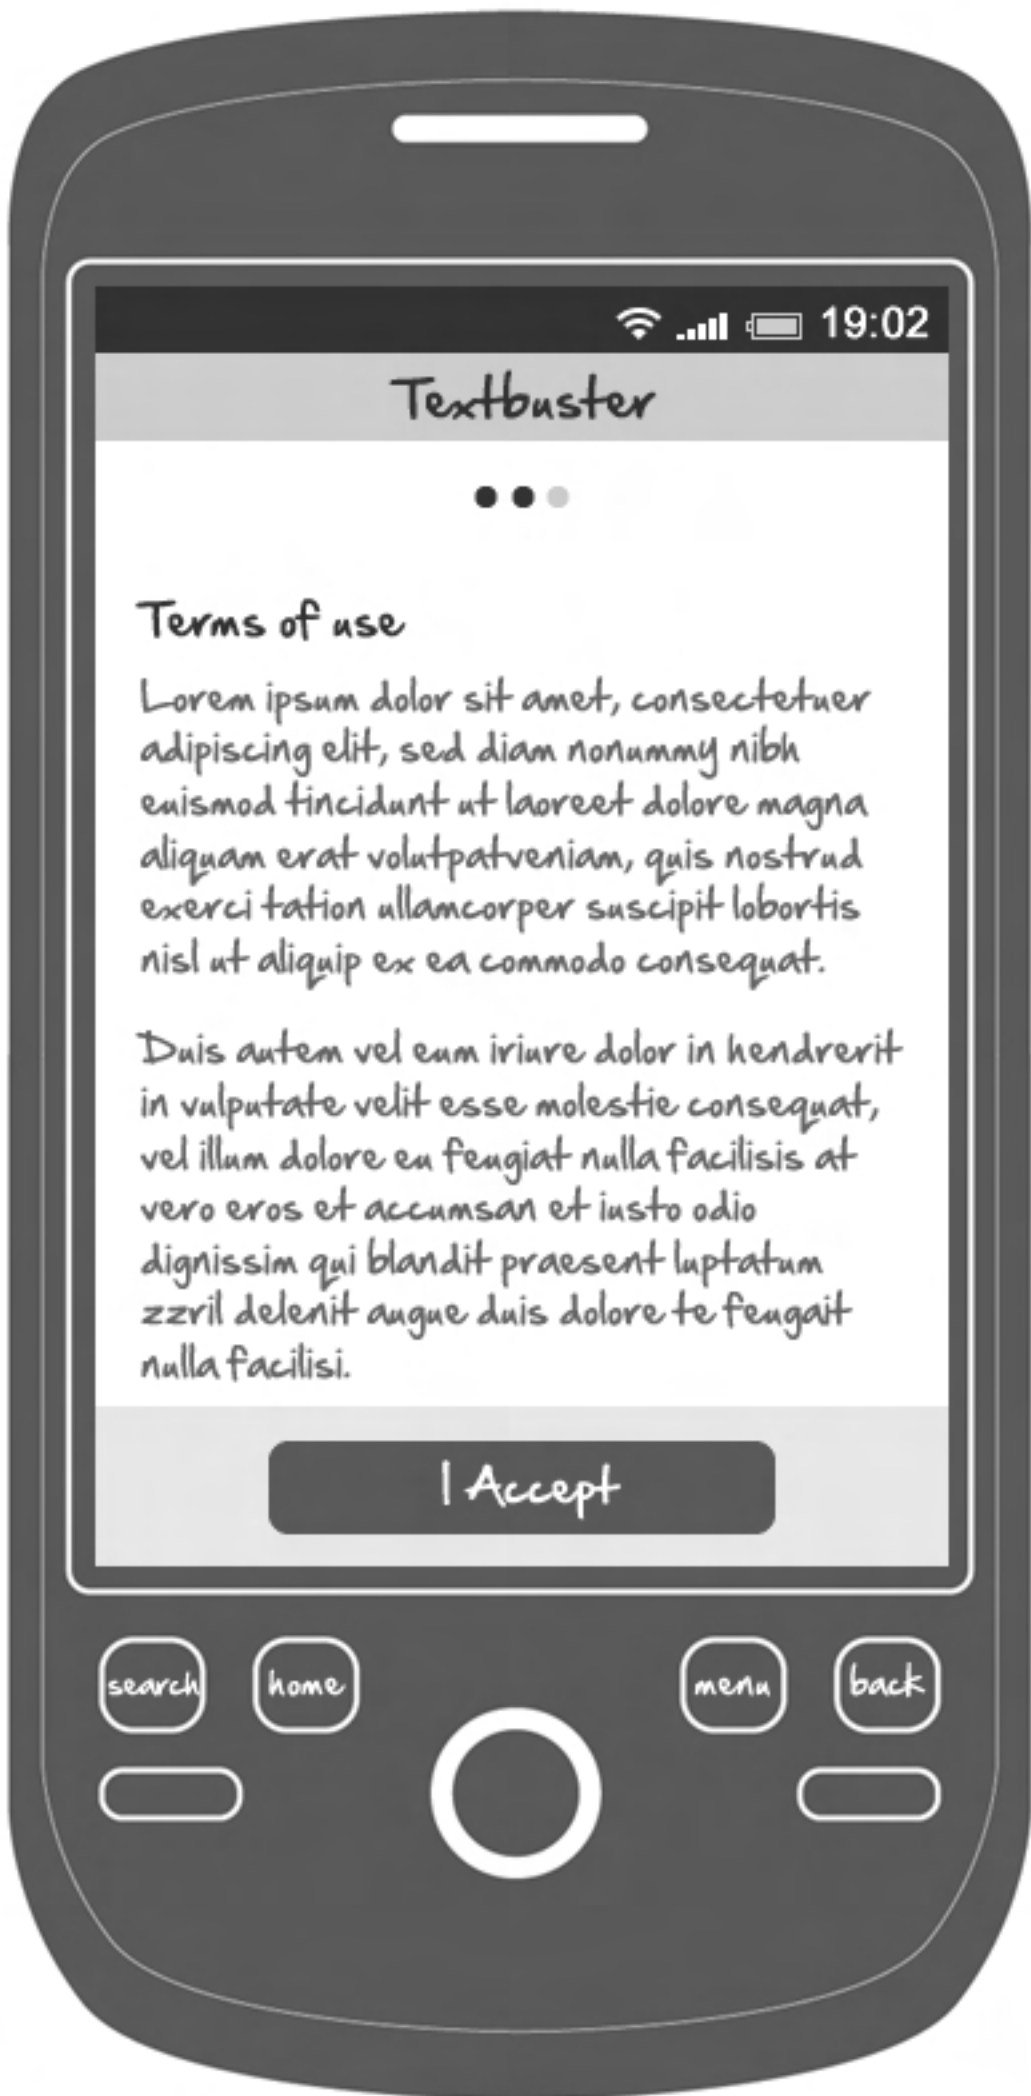 19:02
Textbuster
Terms of use
Lorem ipsum dolor sit amet, consectetuer
adipiscing elit, sed diam nonummy nibh
euismod tincidunt ut laoreet dolore magna
aliquam erat volutpatveniam, quis nostrud
exerci tation ullamcorper suscipit lobortis
nisl ut aliquip ex ea commodo consequat.
Duis autem vel eum iriure dolor in hendrerit
in vulputate velit esse molestie consequat,
vel illum dolore eu feugiat nulla facilisis at
vero eros et accumsan et iusto odio
dignissim qui blandit praesent luptatum
zzril delenit augue duis dolore te feugait
nulla facilisi.
I Accept
search home menu back